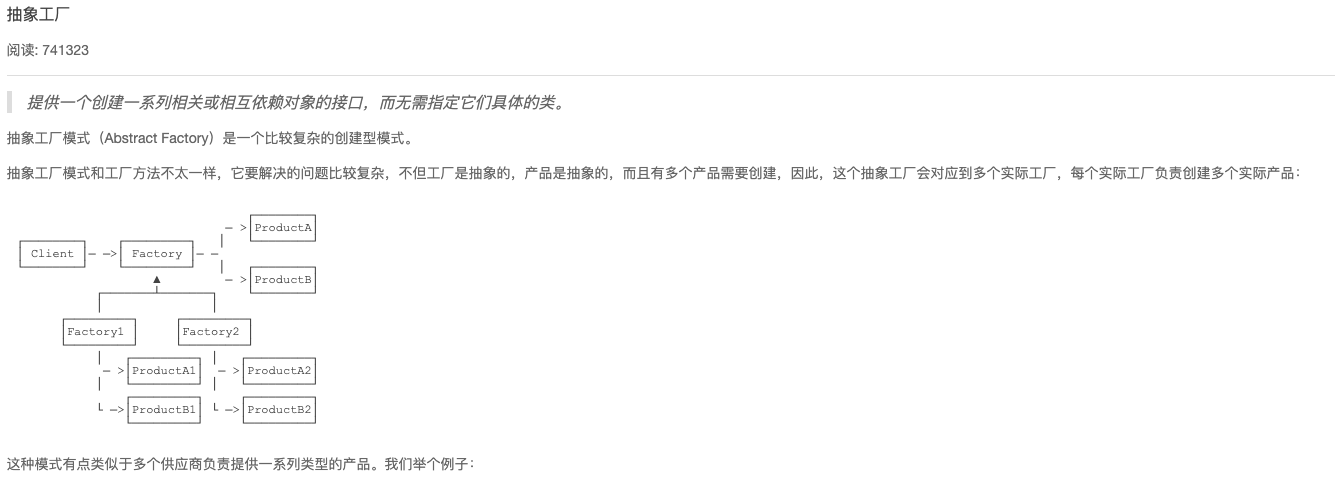 抽象工厂
阅读: 741323
提供一个创建一系列相关或相互依赖对象的接口，而无需指定它们具体的类。
抽象工厂模式（Abstract Factory）是一个比较复杂的创建型模式。
抽象工厂模式和工厂方法不太一样，它要解决的问题比较复杂，不但工厂是抽象的，产品是抽象的，而且有多个产品需要创建，因此，这个抽象工厂会对应到多个实际工厂，每个实际工厂负责创建多个实际产品：
ProductA
Client Factory
ProductB
Factory1 Factory2
ProductA1 ProductA2
ProductB1 ProductB2
这种模式有点类似于多个供应商负责提供一系列类型的产品。我们举个例子：